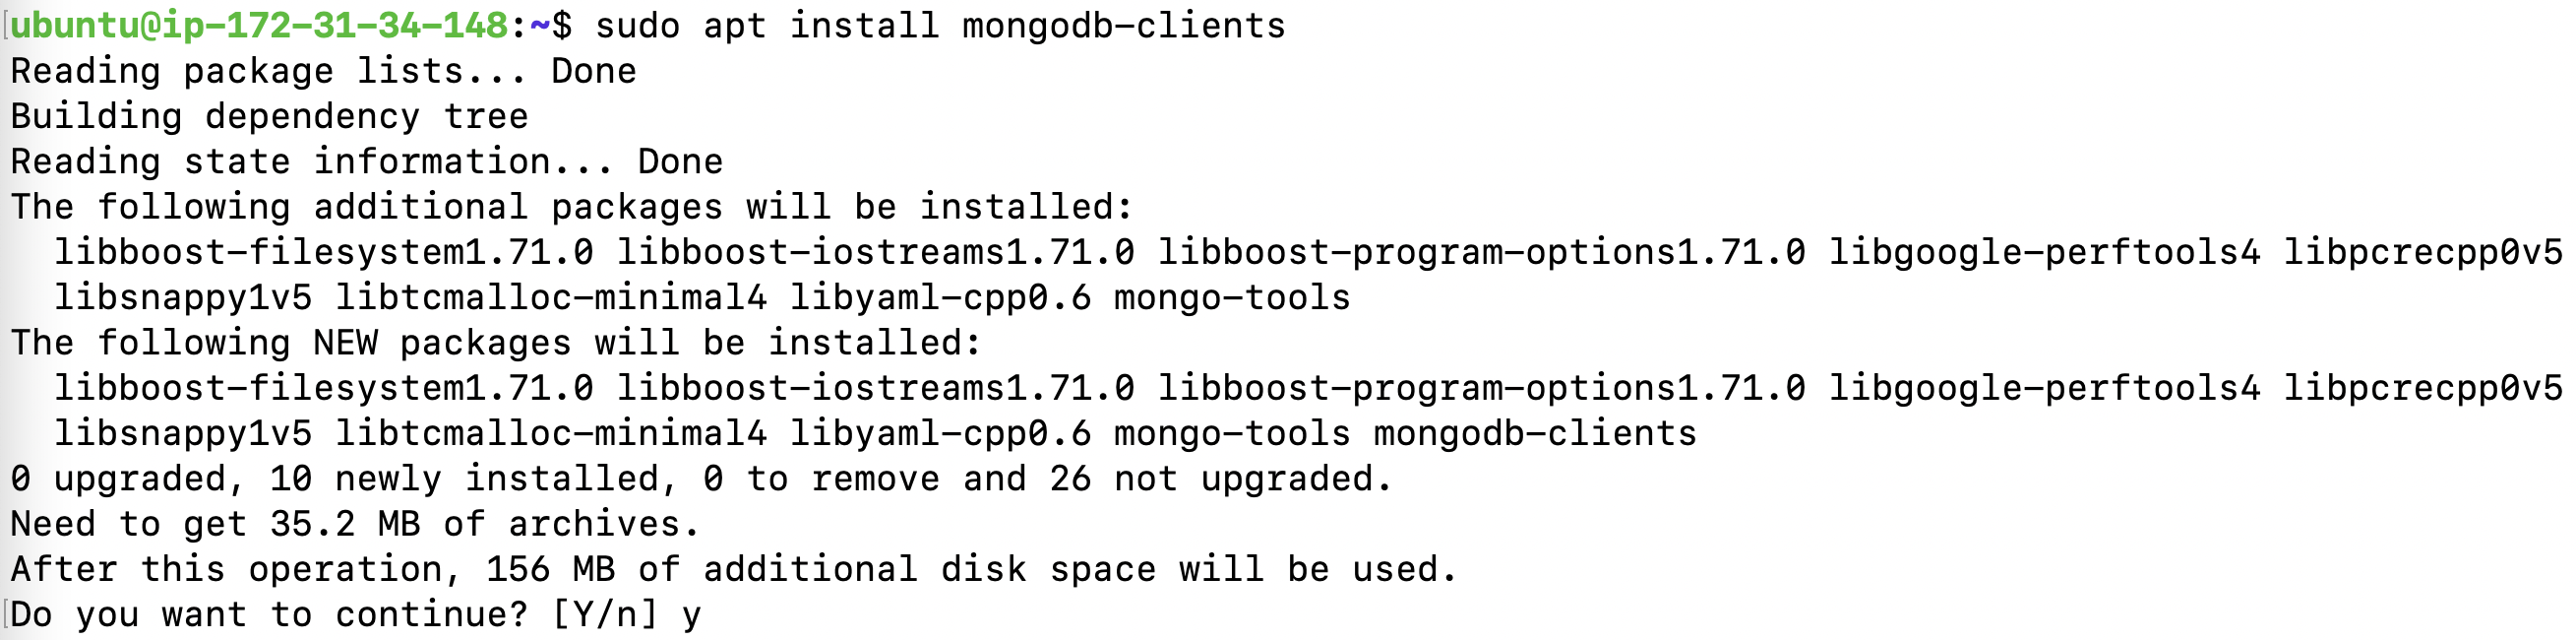 ubuntu@ip-172-31-34-148:~$ sudo apt install mongodb-clients
Reading package lists... Done
Building dependency tree
Reading state information... Done
The following additional packages will be installed:
  libboost-filesystem1.71.0 libboost-iostreams1.71.0 libboost-program-options1.71.0 libgoogle-perftools4 libpcrecpp0v5
  libsnappy1v5 libtcmalloc-minimal4 libyaml-cpp0.6 mongo-tools
The following NEW packages will be installed:
  libboost-filesystem1.71.0 libboost-iostreams1.71.0 libboost-program-options1.71.0 libgoogle-perftools4 libpcrecpp0v5
  libsnappy1v5 libtcmalloc-minimal4 libyaml-cpp0.6 mongo-tools mongodb-clients
0 upgraded, 10 newly installed, 0 to remove and 26 not upgraded.
Need to get 35.2 MB of archives.
After this operation, 156 MB of additional disk space will be used.
Do you want to continue? [Y/n] y